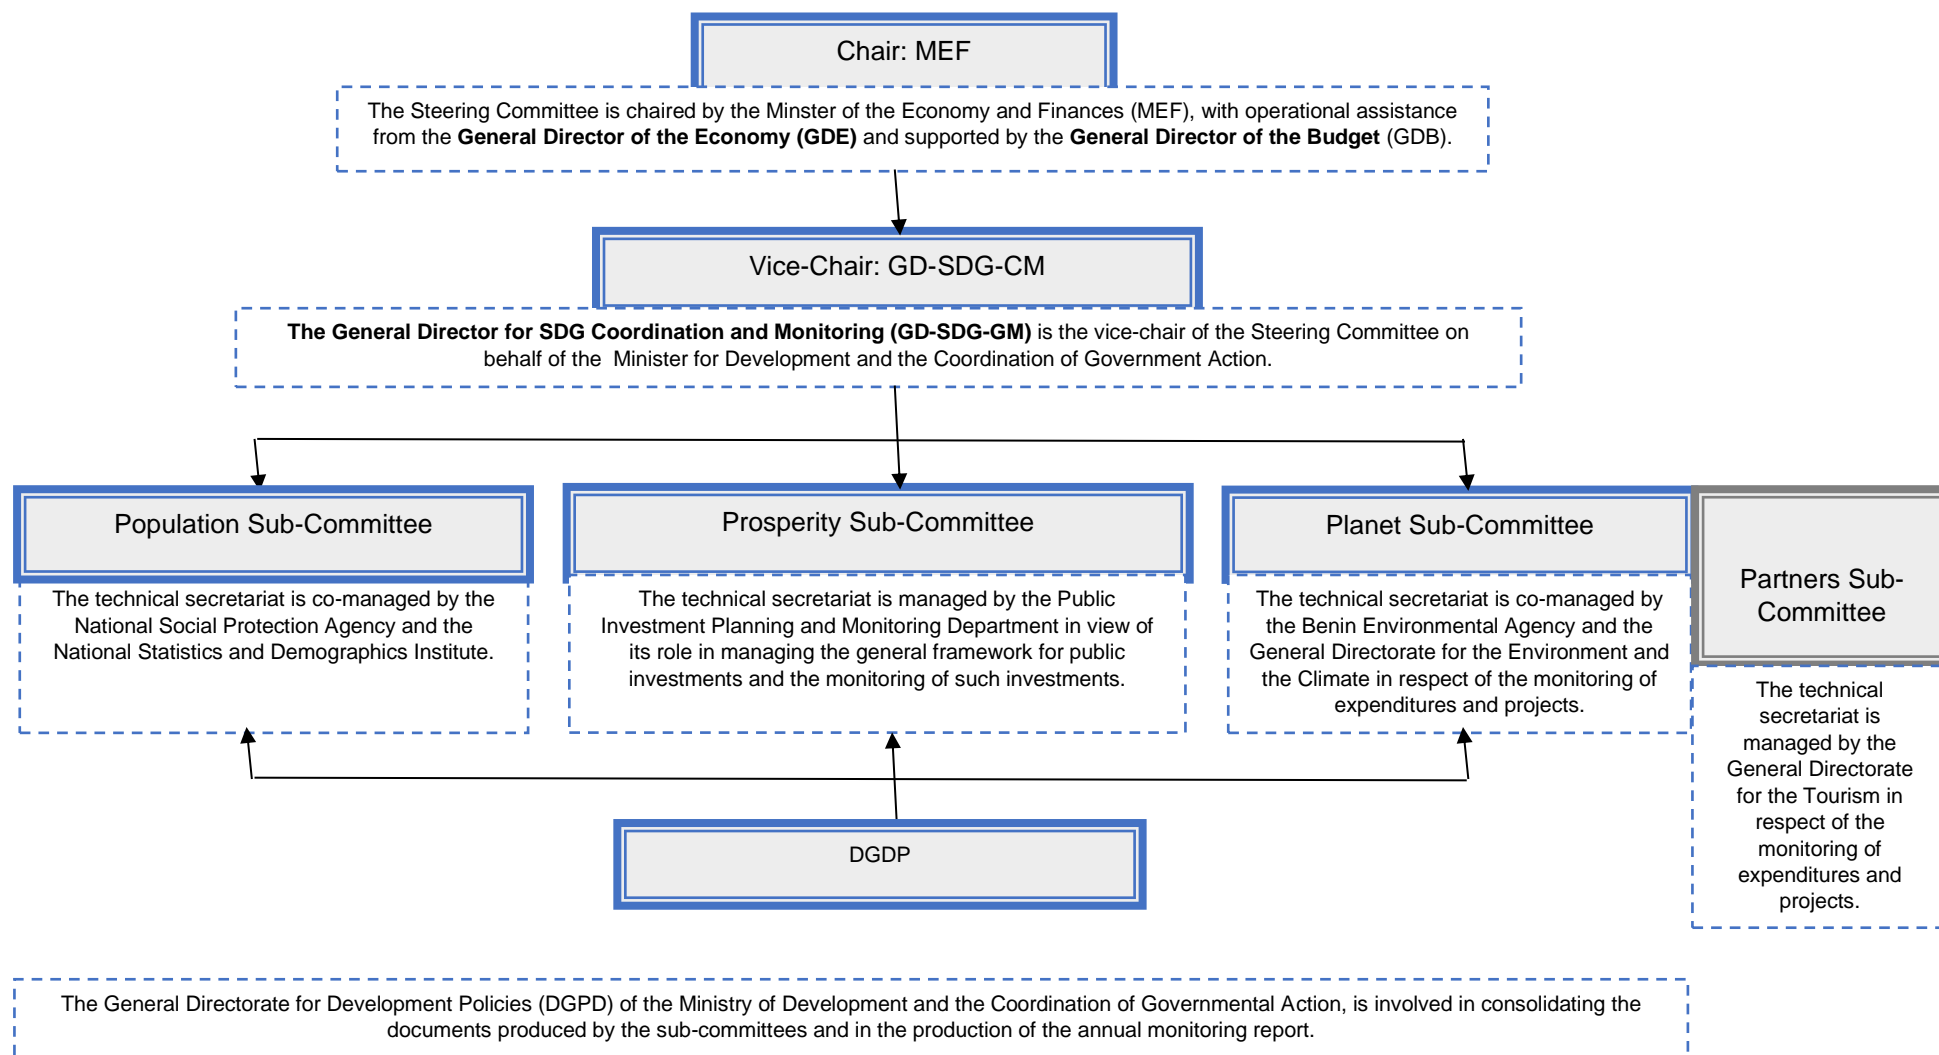 Chair: MEF
The Steering Committee is chaired by the Minster of the Economy and Finances (MEF), with operational assistance
from the General Director of the Economy (GDE) and supported by the General Director of the Budget (GDB).
Vice-Chair: GD-SDG-CM
The General Director for SDG Coordination and Monitoring (GD-SDG-GM) is the vice-chair of the Steering Committee on
behalf of the Minister for Development and the Coordination of Government Action.
Population Sub-Committee
The technical secretariat is co-managed by the
National Social Protection Agency and the
National Statistics and Demographics Institute.
Prosperity Sub-Committee
The technical secretariat is managed by the Public
Investment Planning and Monitoring Department in view of
its role in managing the general framework for public
investments and the monitoring of such investments.
Planet Sub-Committee
The technical secretariat is co-managed by
the Benin Environmental Agency and the
General Directorate for the Environment and
the Climate in respect of the monitoring of
expenditures and projects.
Partners Sub-
Committee
The technical
secretariat is
managed by the
General Directorate
for the Tourism in
respect of the
monitoring of
expenditures and
projects.
DGDP
The General Directorate for Development Policies (DGPD) of the Ministry of Development and the Coordination of Governmental Action, is involved in consolidating the
documents produced by the sub-committees and in the production of the annual monitoring report.